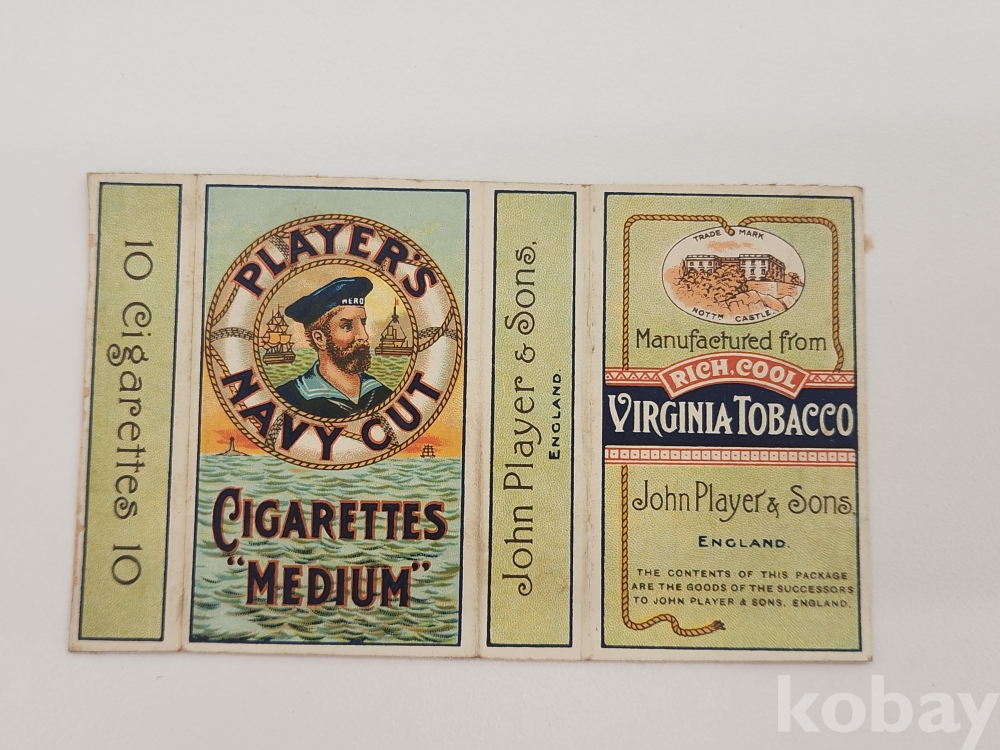 10 Cigarettes 10
PLAYER'S
HERO
NAVY CUT
CIGARETTES
"MEDIUM"
John Player & Sons,
ENGLAND.
TRADE MARK
NOTTM CASTLE.
Manufactured from
RICH, COOL
VIRGINIA TOBACCO
John Player & Sons.
ENGLAND.
THE CONTENTS OF THIS PACKAGE
ARE THE GOODS OF THE SUCCESSORS
TO JOHN PLAYER & SONS, ENGLAND.
kobay